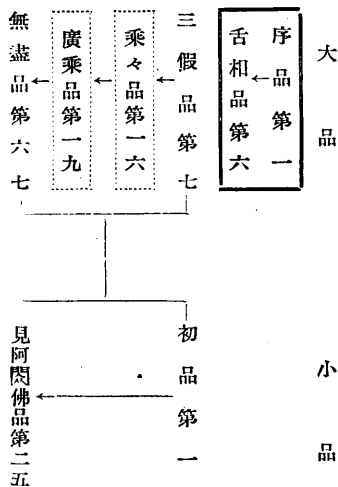 大品
序品第一
舌相品第六
三假品第七
乘々品第一六
廣乘品第一九
無盡品第六七
小品
初品第一
見阿閦佛品第二五